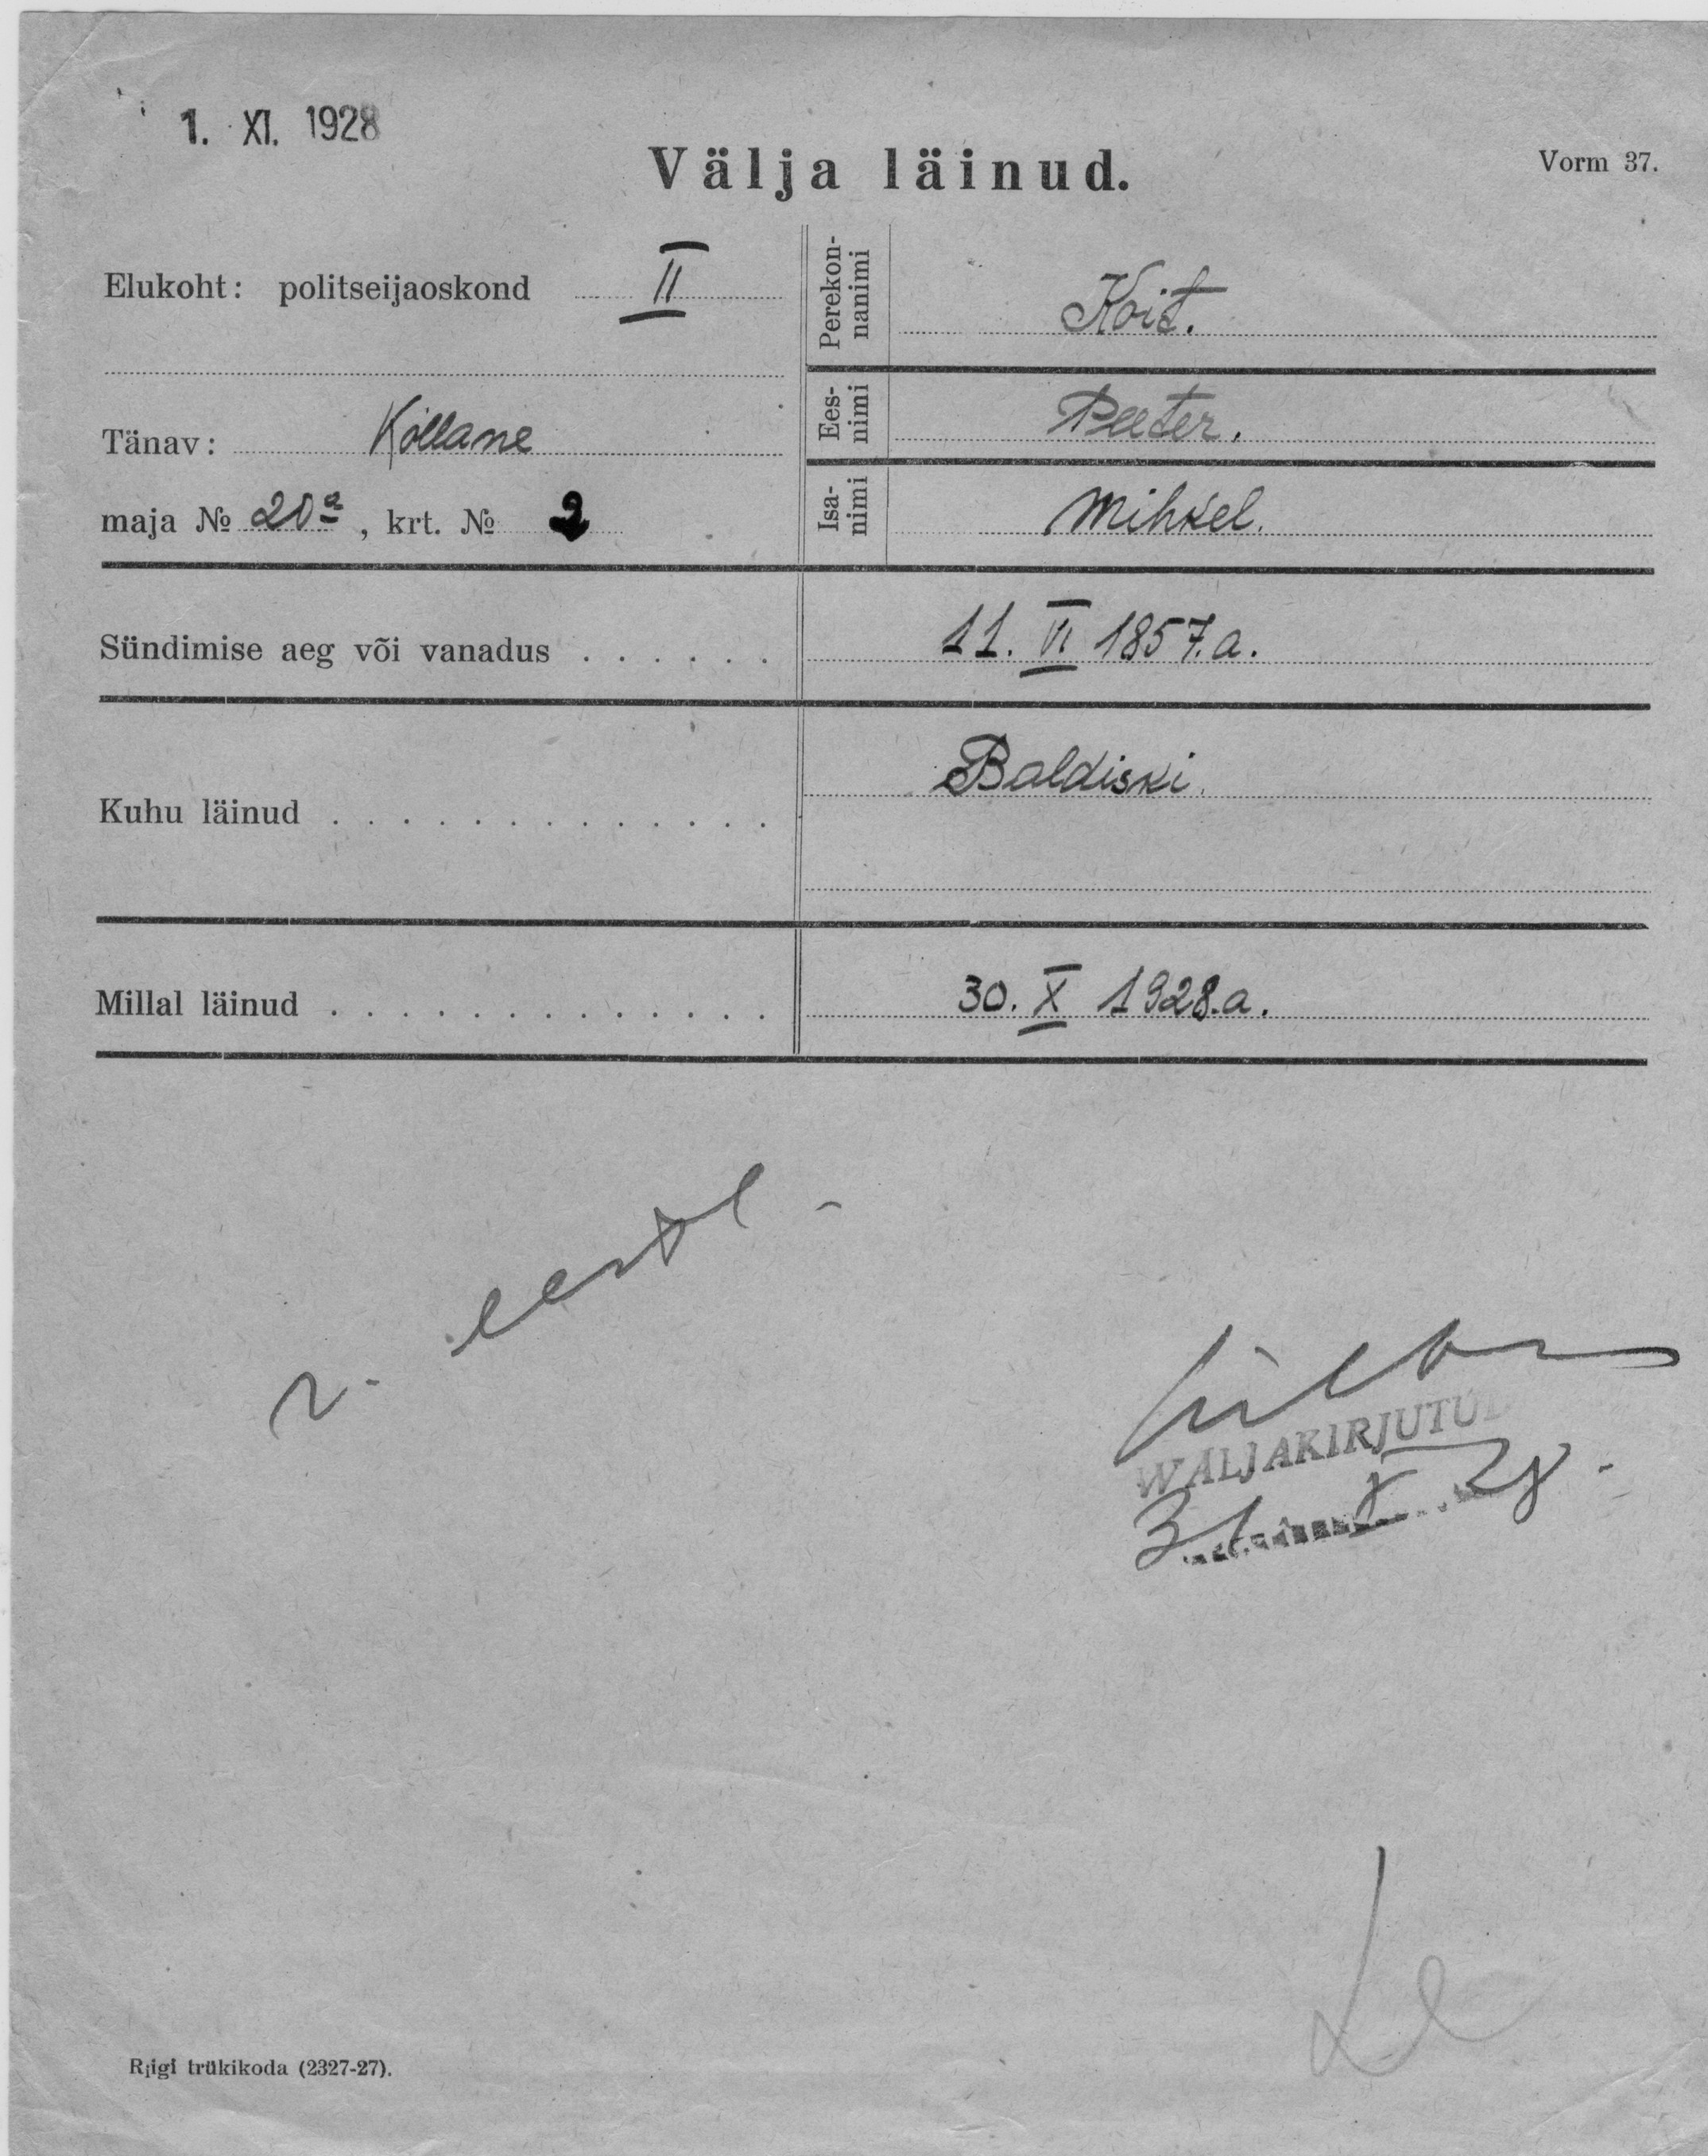 1. XI. 1928
Välja läinud.
Vorm 37.
Elukoht: politseijaoskond II
Tänav: Kollane
maja № 20a, krt. № 2
Perekon-
nanimi
Koit.
Ees-
nimi
Peeter.
Isa-
nimi
Mihkel.
Sündimise aeg või vanadus . . . . . . 11. VI 1857. a.
Kuhu läinud . . . . . . . . . . . . . Baldiski.
Millal läinud . . . . . . . . . . . . . 30. X 1928. a.
WÄLJAKIRJUTUD
31 X 28.
Riigi trükikoda (2327-27).